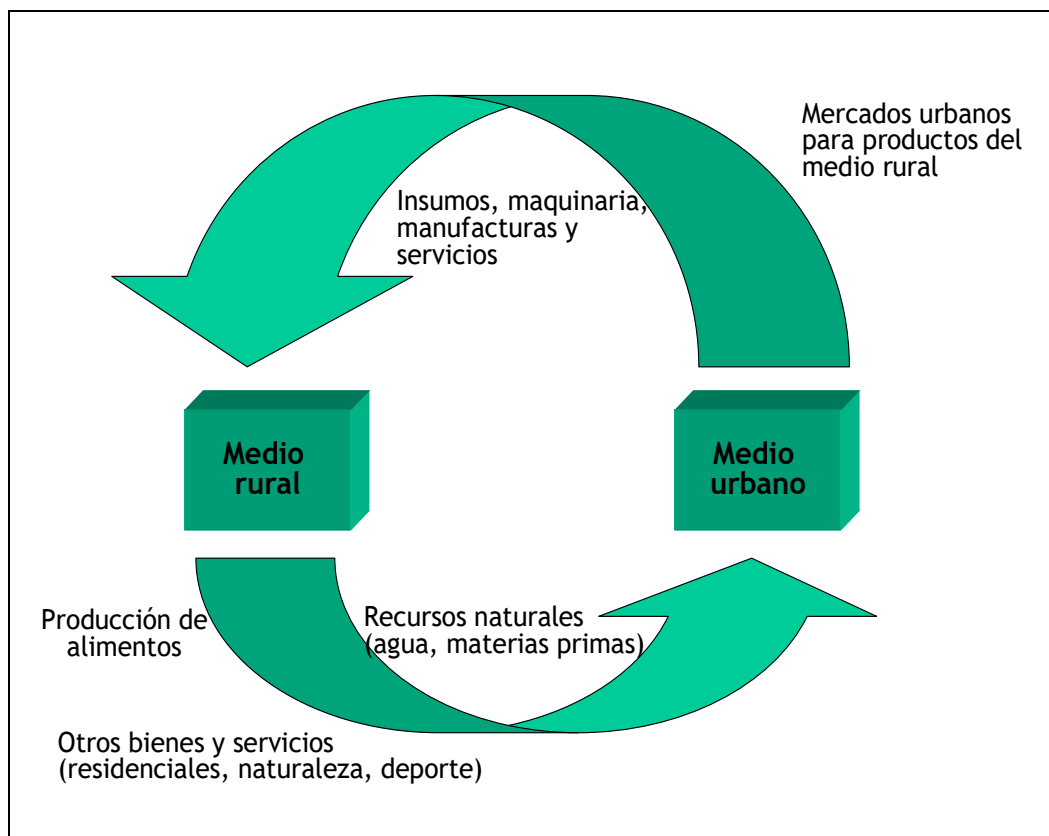 Mercados urbanos
para productos del
medio rural
Insumos, maquinaria,
manufacturas y
servicios
Medio
rural
Medio
urbano
Producción de
alimentos
Recursos naturales
(agua, materias primas)
Otros bienes y servicios
(residenciales, naturaleza, deporte)